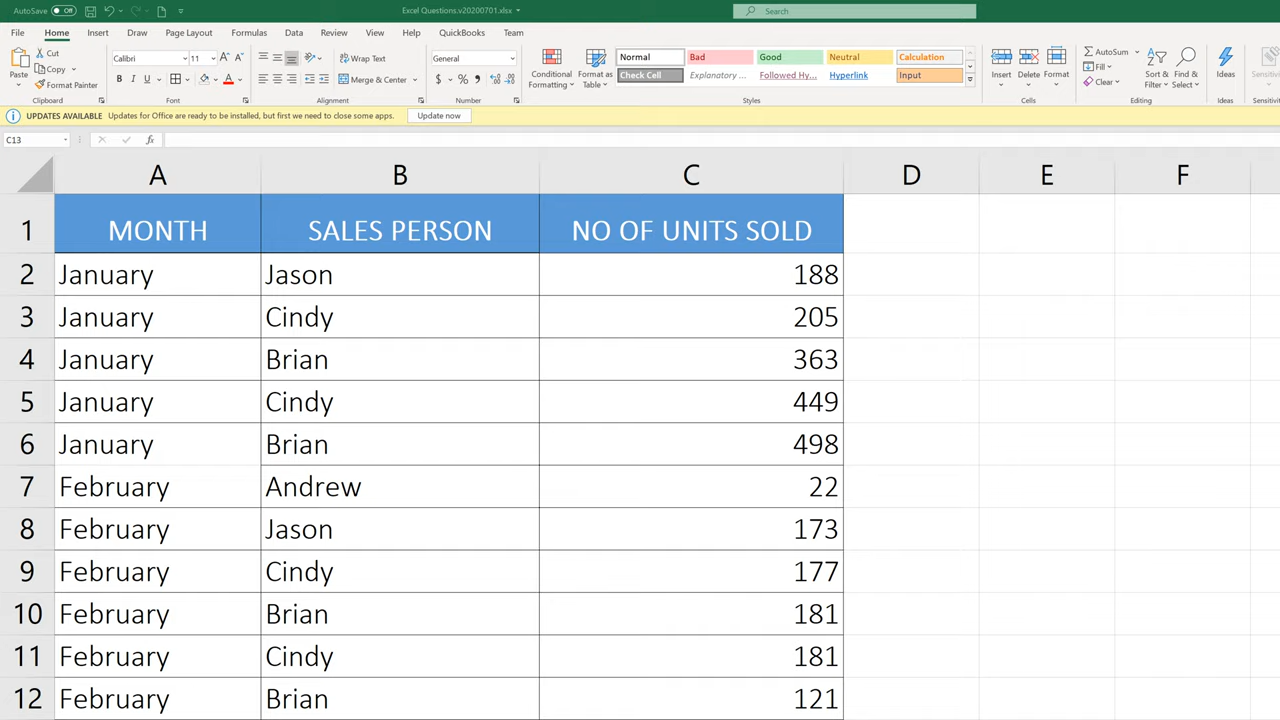 AutoSave Off Excel Questions.v20200701.xlsx Search
File Home Insert Draw Page Layout Formulas Data Review View Help QuickBooks Team
Paste Cut Copy Format Painter Clipboard
Calibri 11 A A B I U A Font
ab Wrap Text Merge & Center Alignment
General $ % , Number
Conditional Formatting Format as Table Normal Bad Good Neutral Calculation
Check Cell Explanatory ... Followed Hy... Hyperlink Input Styles
Insert Delete Format Cells
AutoSum Fill Clear Sort & Filter Find & Select Editing
Ideas Ideas
UPDATES AVAILABLE Updates for Office are ready to be installed, but first we need to close some apps. Update now
C13 fx
A B C D E F
1 MONTH SALES PERSON NO OF UNITS SOLD
2 January Jason 188
3 January Cindy 205
4 January Brian 363
5 January Cindy 449
6 January Brian 498
7 February Andrew 22
8 February Jason 173
9 February Cindy 177
10 February Brian 181
11 February Cindy 181
12 February Brian 121